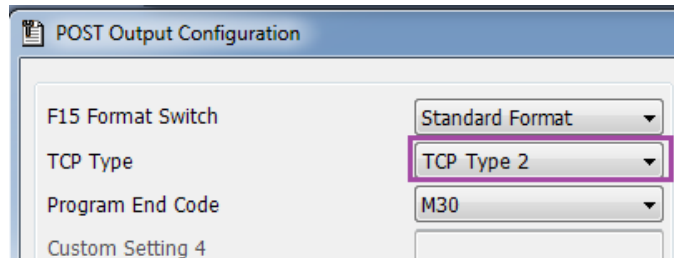 POST Output Configuration
F15 Format Switch Standard Format
TCP Type TCP Type 2
Program End Code M30
Custom Setting 4